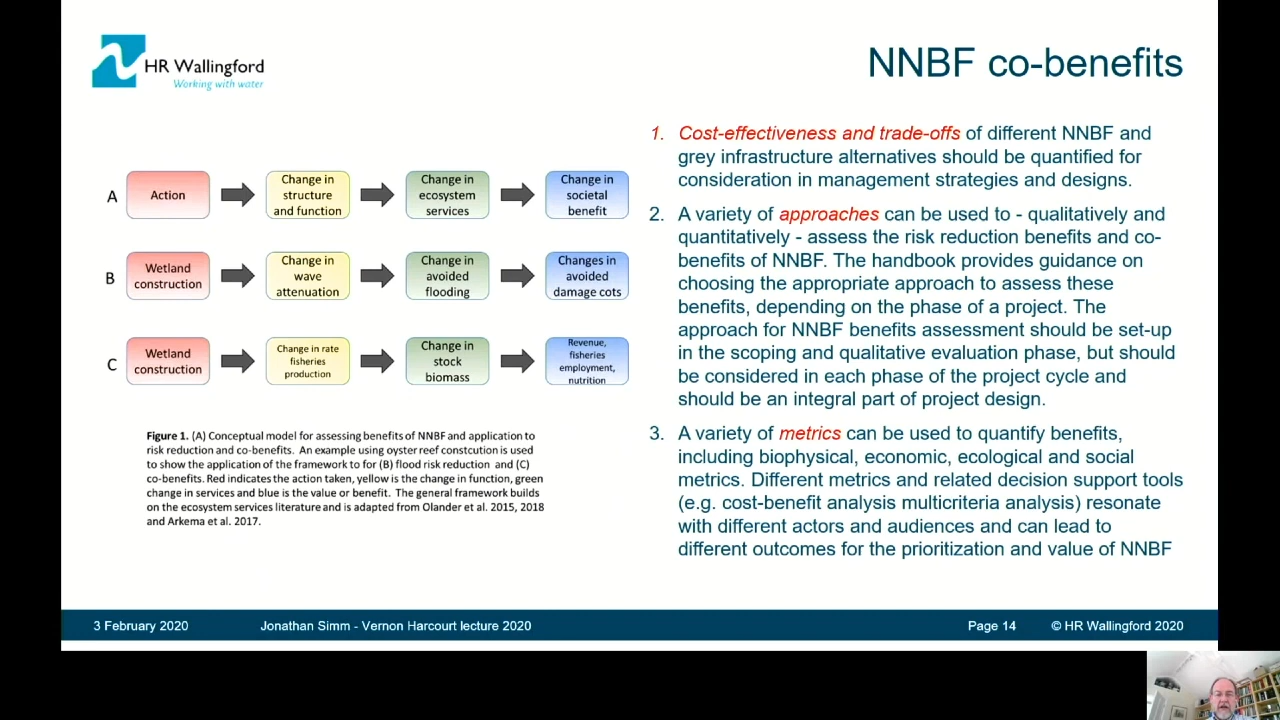 HR Wallingford
Working with water
NNBF co-benefits
A
Action
Change in
structure
and function
Change in
ecosystem
services
Change in
societal
benefit
B
Wetland
construction
Change in
wave
attenuation
Change in
avoided
flooding
Changes in
avoided
damage cots
C
Wetland
construction
Change in rate
fisheries
production
Change in
stock
biomass
Revenue,
fisheries
employment,
nutrition
Figure 1. (A) Conceptual model for assessing benefits of NNBF and application to
risk reduction and co-benefits. An example using oyster reef constcution is used
to show the application of the framework to for (B) flood risk reduction and (C)
co-benefits. Red indicates the action taken, yellow is the change in function, green
change in services and blue is the value or benefit. The general framework builds
on the ecosystem services literature and is adapted from Olander et al. 2015, 2018
and Arkema et al. 2017.
1. Cost-effectiveness and trade-offs of different NNBF and
grey infrastructure alternatives should be quantified for
consideration in management strategies and designs.
2. A variety of approaches can be used to - qualitatively and
quantitatively - assess the risk reduction benefits and co-
benefits of NNBF. The handbook provides guidance on
choosing the appropriate approach to assess these
benefits, depending on the phase of a project. The
approach for NNBF benefits assessment should be set-up
in the scoping and qualitative evaluation phase, but should
be considered in each phase of the project cycle and
should be an integral part of project design.
3. A variety of metrics can be used to quantify benefits,
including biophysical, economic, ecological and social
metrics. Different metrics and related decision support tools
(e.g. cost-benefit analysis multicriteria analysis) resonate
with different actors and audiences and can lead to
different outcomes for the prioritization and value of NNBF
3 February 2020
Jonathan Simm - Vernon Harcourt lecture 2020
Page 14
© HR Wallingford 2020